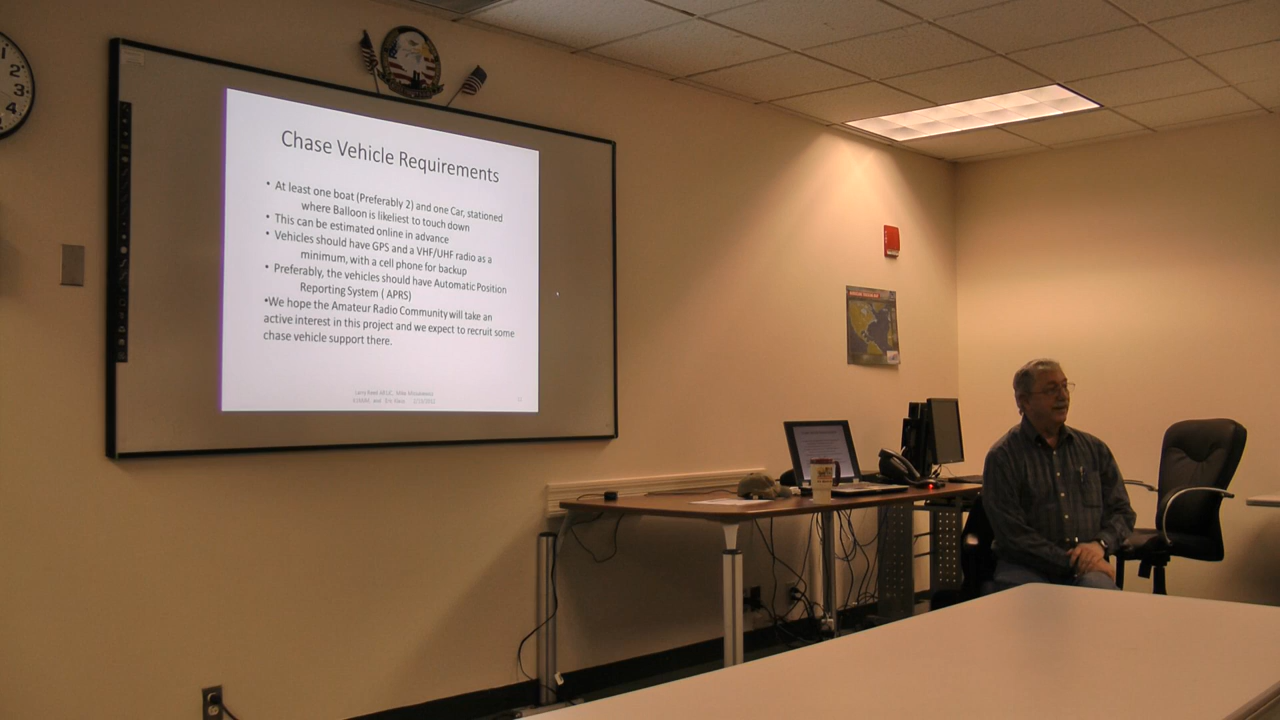 1
2
3
4
Chase Vehicle Requirements
• At least one boat (Preferably 2) and one Car, stationed
where Balloon is likeliest to touch down
• This can be estimated online in advance
• Vehicles should have GPS and a VHF/UHF radio as a
minimum, with a cell phone for backup
• Preferably, the vehicles should have Automatic Position
Reporting System ( APRS)
•We hope the Amateur Radio Community will take an
active interest in this project and we expect to recruit some
chase vehicle support there.